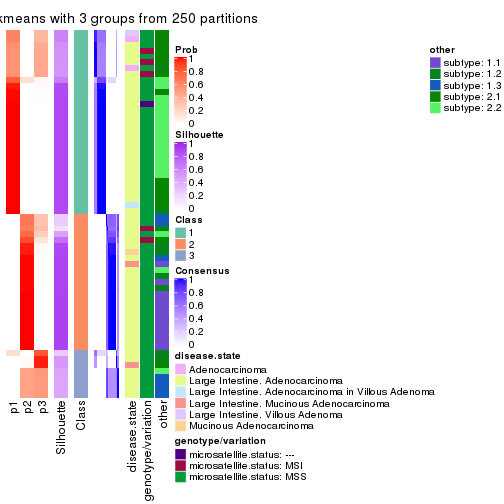 kmeans with 3 groups from 250 partitions
Prob
1
0.8
0.6
0.4
0.2
0
Silhouette
1
0.8
0.6
0.4
0.2
0
Class
1
2
3
Consensus
1
0.8
0.6
0.4
0.2
0
disease.state
Adenocarcinoma
Large Intestine. Adenocarcinoma
Large Intestine. Adenocarcinoma in Villous Adenoma
Large Intestine. Mucinous Adenocarcinoma
Large Intestine. Villous Adenoma
Mucinous Adenocarcinoma
genotype/variation
microsatellite.status: ---
microsatellite.status: MSI
microsatellite.status: MSS
other
subtype: 1.1
subtype: 1.2
subtype: 1.3
subtype: 2.1
subtype: 2.2
p1
p2
p3
Silhouette
Class
disease.state
genotype/variation
other